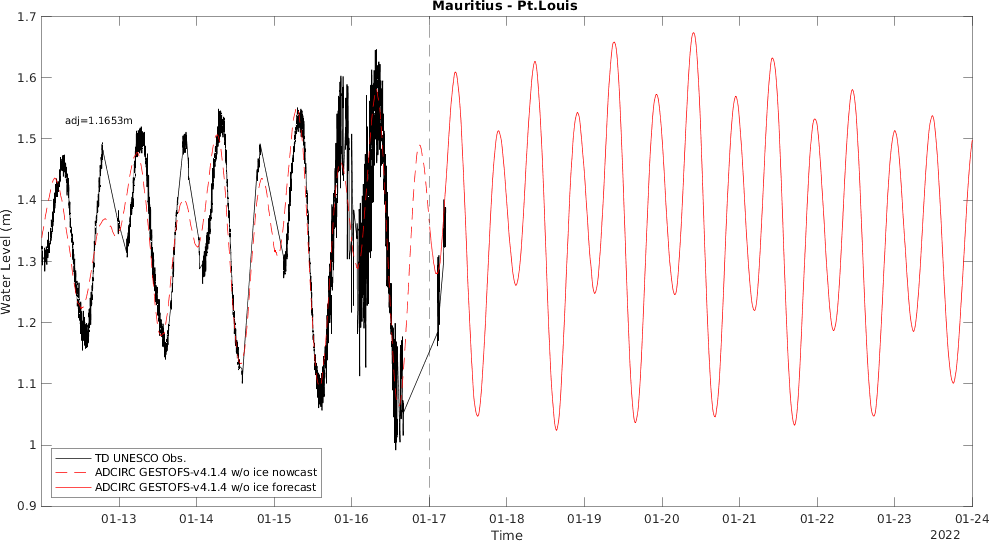 Mauritius - Pt.Louis
1.7
1.6
1.5
1.4
1.3
1.2
1.1
1
0.9
Water Level (m)
adj=1.1653m
TD UNESCO Obs.
ADCIRC GESTOFS-v4.1.4 w/o ice nowcast
ADCIRC GESTOFS-v4.1.4 w/o ice forecast
01-13 01-14 01-15 01-16 01-17 01-18 01-19 01-20 01-21 01-22 01-23 01-24
Time
2022